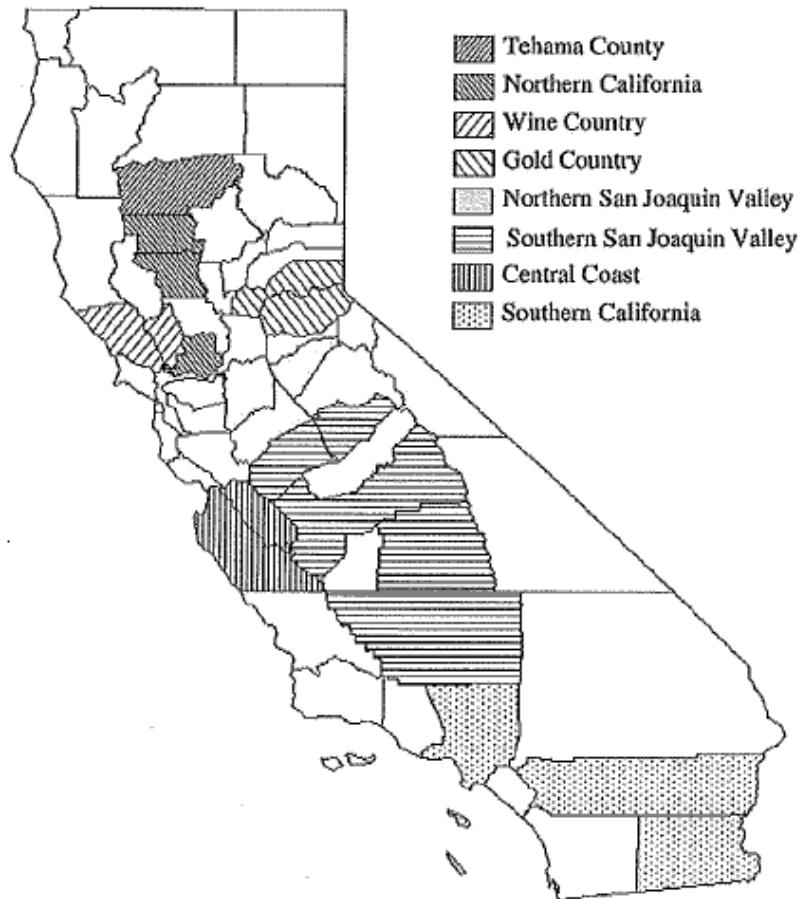 Tehama County
Northern California
Wine Country
Gold Country
Northern San Joaquin Valley
Southern San Joaquin Valley
Central Coast
Southern California